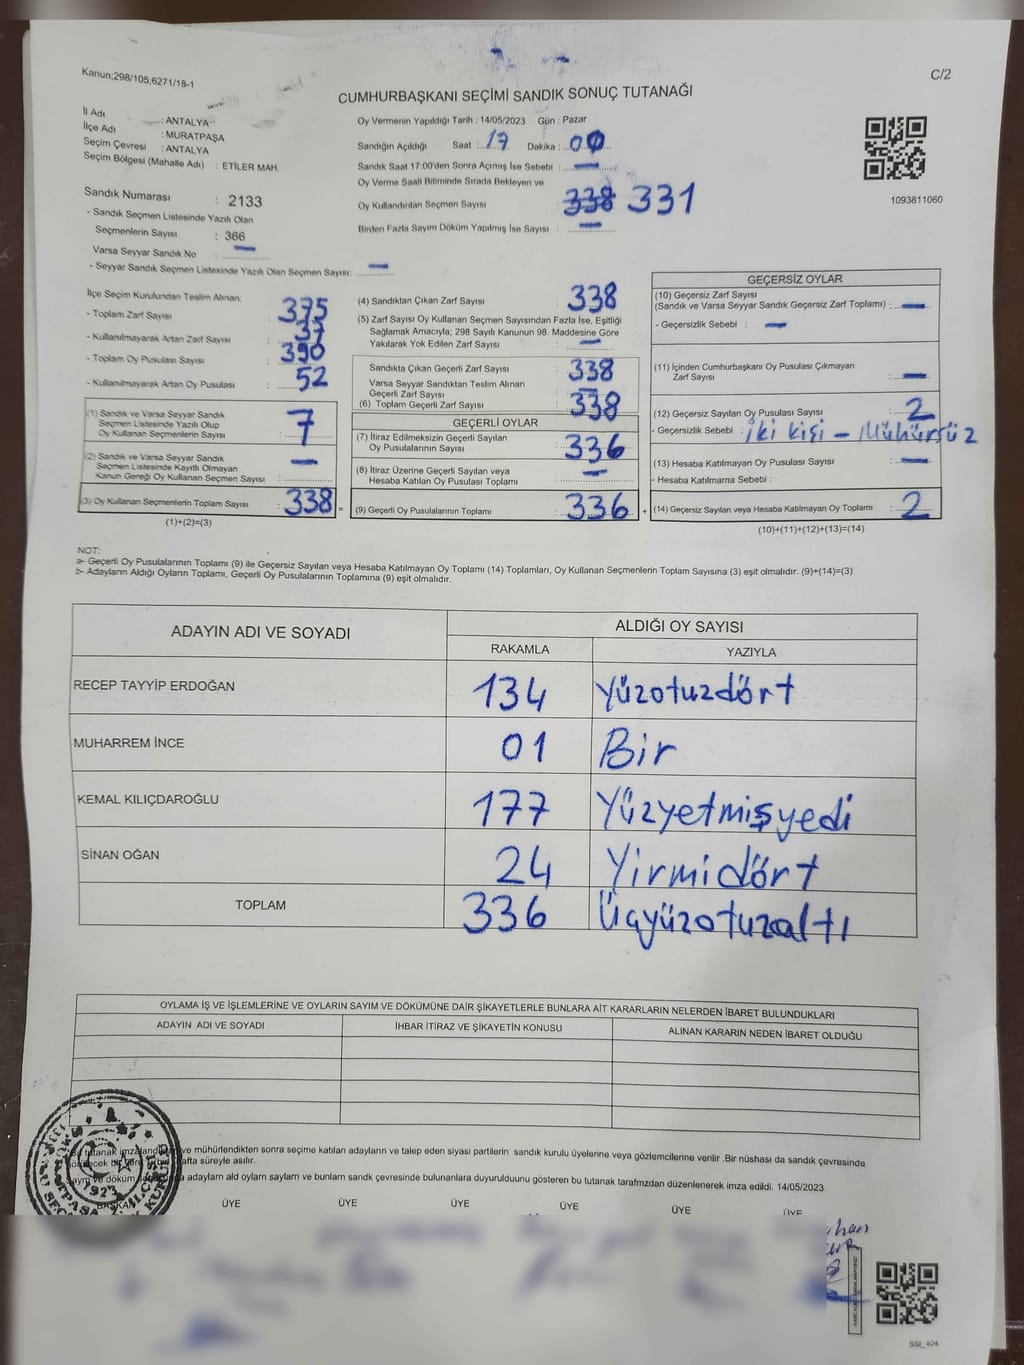 Kanun;298/105,6271/18-1
C/2
CUMHURBAŞKANI SEÇİMİ SANDIK SONUÇ TUTANAĞI
İl Adı : ANTALYA
İlçe Adı : MURATPAŞA
Seçim Çevresi : ANTALYA
Seçim Bölgesi (Mahalle Adı) : ETİLER MAH.
Sandık Numarası : 2133
- Sandık Seçmen Listesinde Yazılı Olan
Seçmenlerin Sayısı : 366
Varsa Seyyar Sandık No : —
- Seyyar Sandık Seçmen Listesinde Yazılı Olan Seçmen Sayısı: —
Oy Vermenin Yapıldığı Tarih : 14/05/2023 Gün : Pazar
Sandığın Açıldığı Saat : 17 Dakika : 00
Sandık Saat 17:00'den Sonra Açımış İse Sebebi : —
Oy Verme Saati Bitiminde Sırada Bekleyen ve
Oy Kullandırılan Seçmen Sayısı : 338 331
Birden Fazla Sayım Döküm Yapılmış İse Sayısı : —
1093811060
İlçe Seçim Kurulundan Teslim Alınan:
- Toplam Zarf Sayısı : 375
- Kullanılmayarak Artan Zarf Sayısı : 37
- Toplam Oy Pusulası Sayısı : 390
- Kullanılmayarak Artan Oy Pusulası : 52
(1) Sandık ve Varsa Seyyar Sandık
Seçmen Listesinde Yazılı Olup
Oy Kullanan Seçmenlerin Sayısı : 7
(2) Sandık ve Varsa Seyyar Sandık
Seçmen Listesinde Kayıtlı Olmayan
Kanun Gereği Oy Kullanan Seçmen Sayısı : —
(3) Oy Kullanan Seçmenlerin Toplam Sayısı : 338 =
(1)+(2)=(3)
(4) Sandıktan Çıkan Zarf Sayısı : 338
(5) Zarf Sayısı Oy Kullanan Seçmen Sayısından Fazla İse, Eşitliği
Sağlamak Amacıyla; 298 Sayılı Kanunun 98. Maddesine Göre
Yakılarak Yok Edilen Zarf Sayısı : —
Sandıkta Çıkan Geçerli Zarf Sayısı : 338
Varsa Seyyar Sandıktan Teslim Alınan
Geçerli Zarf Sayısı : —
(6) Toplam Geçerli Zarf Sayısı : 338
GEÇERLİ OYLAR
(7) İtiraz Edilmeksizin Geçerli Sayılan
Oy Pusulasının Sayısı : 336
(8) İtiraz Üzerine Geçerli Sayılan veya
Hesaba Katılan Oy Pusulası Toplamı : —
(9) Geçerli Oy Pusulalarının Toplamı : 336 +
GEÇERSİZ OYLAR
(10) Geçersiz Zarf Sayısı
(Sandık ve Varsa Seyyar Sandık Geçersiz Zarf Toplamı) : —
- Geçersizlik Sebebi : —
(11) İçinden Cumhurbaşkanı Oy Pusulası Çıkmayan
Zarf Sayısı : —
(12) Geçersiz Sayılan Oy Pusulası Sayısı : 2
- Geçersizlik Sebebi : iki kişi - Mühürsüz
(13) Hesaba Katılmayan Oy Pusulası Sayısı : —
- Hesaba Katılmama Sebebi :
(14) Geçersiz Sayılan veya Hesaba Katılmayan Oy Toplamı : 2
(10)+(11)+(12)+(13)=(14)
NOT:
a- Geçerli Oy Pusulalarının Toplamı (9) ile Geçersiz Sayılan veya Hesaba Katılmayan Oy Toplamı (14) Toplamları, Oy Kullanan Seçmenlerin Toplam Sayısına (3) eşit olmalıdır. (9)+(14)=(3)
b- Adayların Aldığı Oyların Toplamı, Geçerli Oy Pusulalarının Toplamına (9) eşit olmalıdır.
ADAYIN ADI VE SOYADI ALDIĞI OY SAYISI
RAKAMLA YAZIYLA
RECEP TAYYİP ERDOĞAN 134 Yüzotuzdört
MUHARREM İNCE 01 Bir
KEMAL KILIÇDAROĞLU 177 Yüzyetmişyedi
SİNAN OĞAN 24 Yirmidört
TOPLAM 336 Üçyüzotuzaltı
OYLAMA İŞ VE İŞLEMLERİNE VE OYLARIN SAYIM VE DÖKÜMÜNE DAİR ŞİKAYETLERLE BUNLARA AİT KARARLARIN NELERDEN İBARET BULUNDUKLARI
ADAYIN ADI VE SOYADI İHBAR İTİRAZ VE ŞİKAYETİN KONUSU ALINAN KARARIN NEDEN İBARET OLDUĞU
tutanak ve mühürlendikten sonra seçime katılan adayların ve talep eden siyasi partilerin sandık kurulu üyelerine veya gözlemcilerine verilir .Bir nüshası da sandık çevresinde
hafta süreyle asılır.
adayların ald oyların sayların ve bunların sandk çevresinde bulunanlara duyurulduunu gösteren bu tutanak tarafmzdan düzenlenerek imza edildi. 14/05/2023
BAŞKAN ÜYE ÜYE ÜYE ÜYE ÜYE ÜYE
SSİ_404